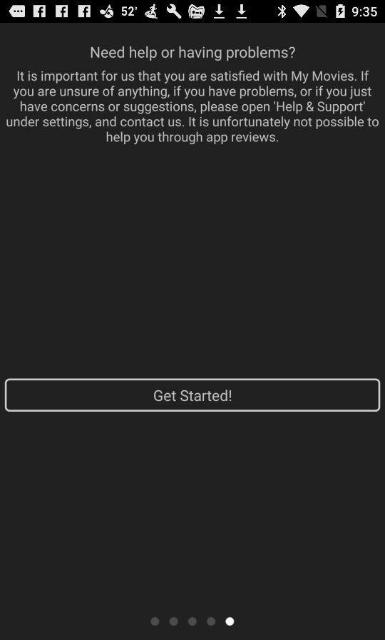 52' 9:35
Need help or having problems?
It is important for us that you are satisfied with My Movies. If
you are unsure of anything, if you have problems, or if you just
have concerns or suggestions, please open 'Help & Support'
under settings, and contact us. It is unfortunately not possible to
help you through app reviews.
Get Started!